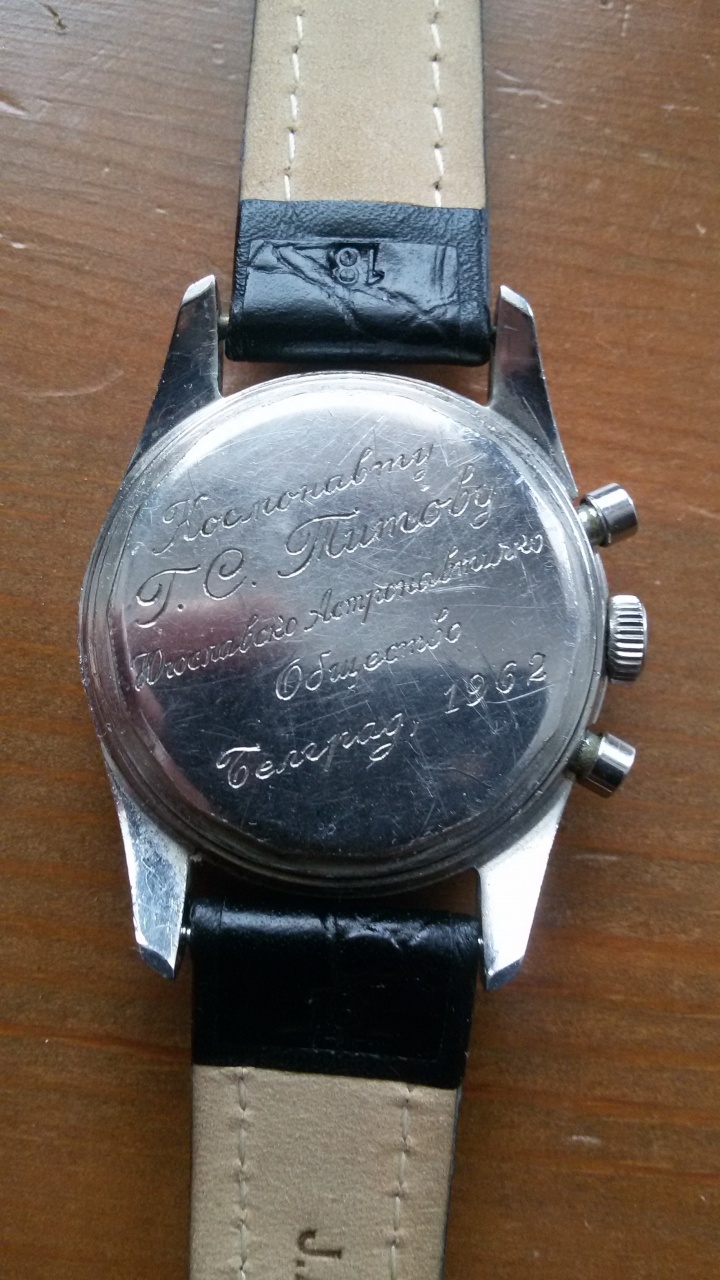 18
Космонавту
Г. С. Титову
Югославско Астронавтичко
Общество
Белград, 1962
J.